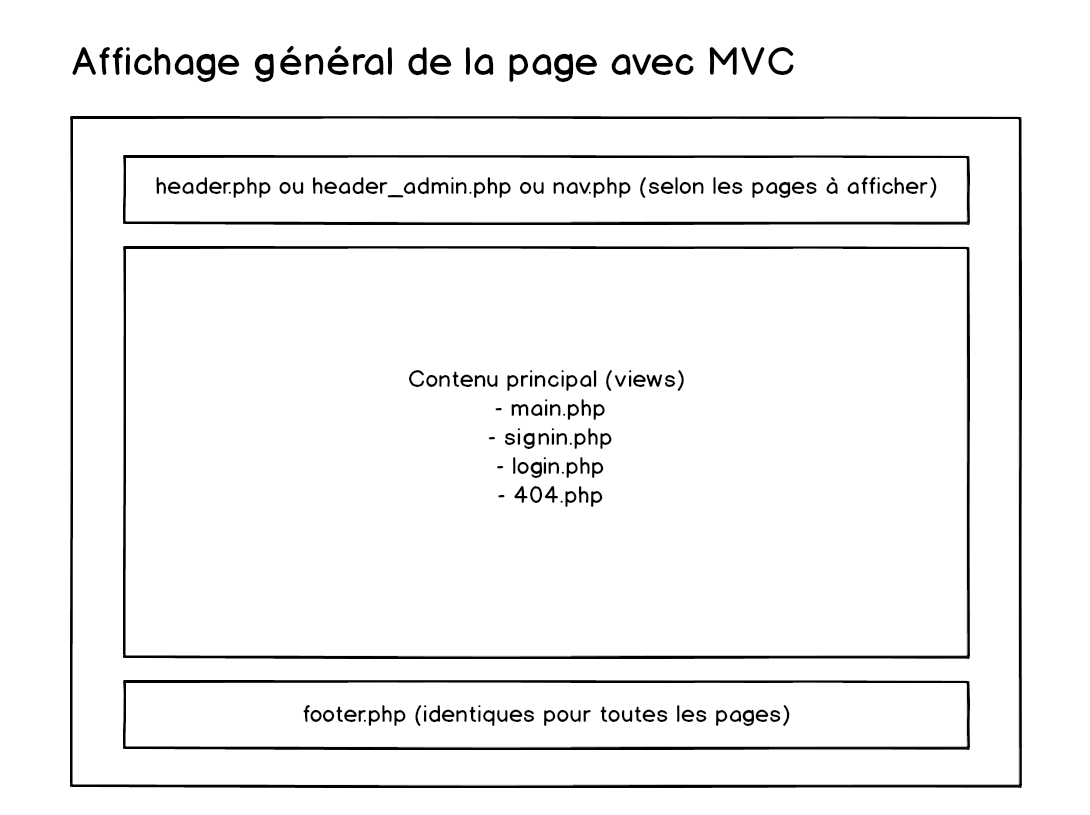 Affichage général de la page avec MVC
header.php ou header_admin.php ou nav.php (selon les pages à afficher)
Contenu principal (views)
- main.php
- signin.php
- login.php
- 404.php
footer.php (identiques pour toutes les pages)